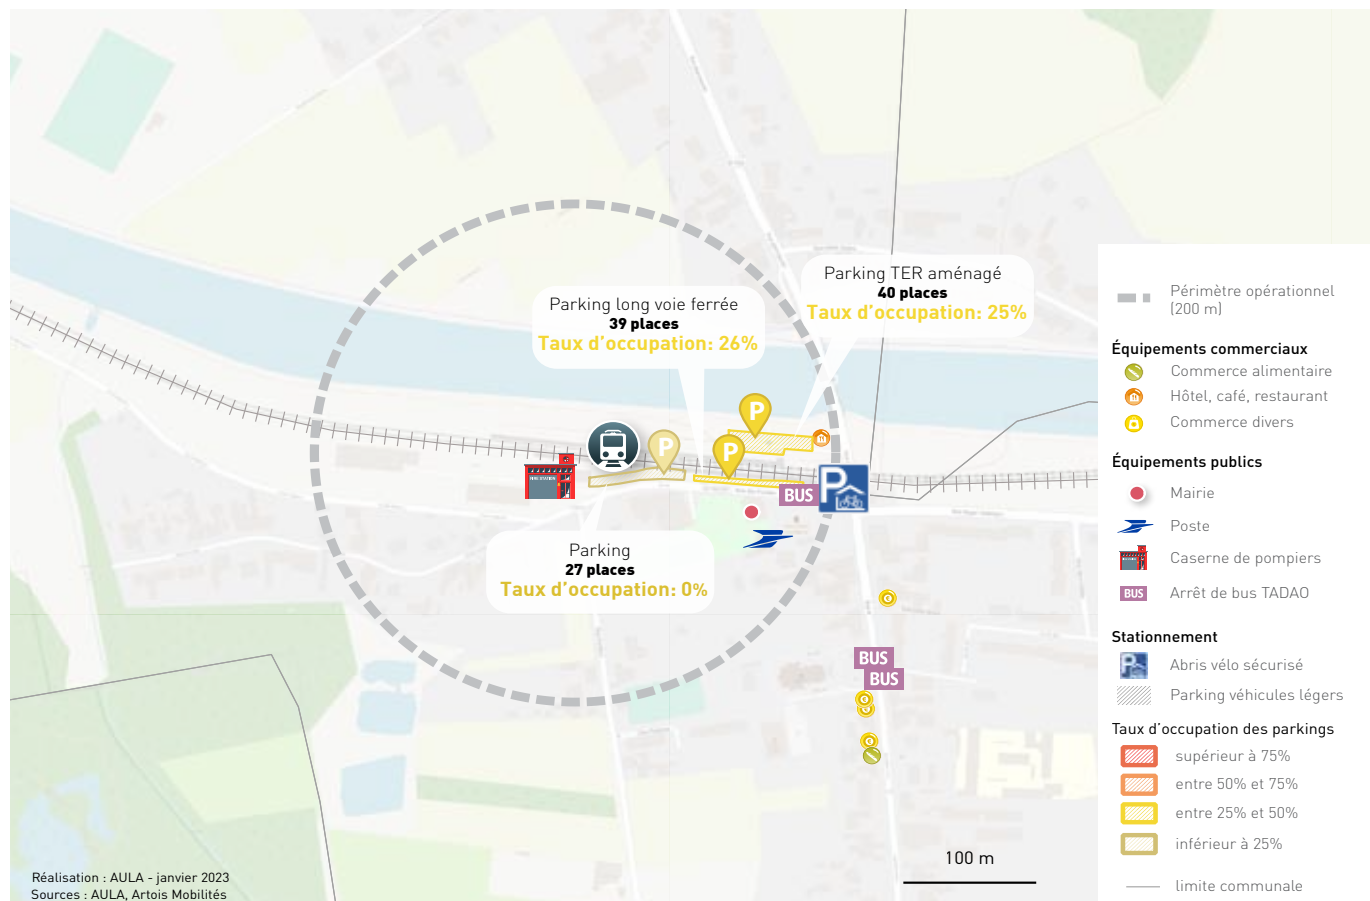 Parking TER aménagé
40 places
Taux d'occupation: 25%
Parking long voie ferrée
39 places
Taux d'occupation: 26%
P
P
P
FIRE STATION
BUS
P
Parking
27 places
Taux d'occupation: 0%
BUS
BUS
100 m
Réalisation : AULA - janvier 2023
Sources : AULA, Artois Mobilités
Périmètre opérationnel
(200 m)
Équipements commerciaux
Commerce alimentaire
Hôtel, café, restaurant
Commerce divers
Équipements publics
Mairie
Poste
Caserne de pompiers
BUS
Arrêt de bus TADAO
Stationnement
P
Abris vélo sécurisé
Parking véhicules légers
Taux d'occupation des parkings
supérieur à 75%
entre 50% et 75%
entre 25% et 50%
inférieur à 25%
limite communale